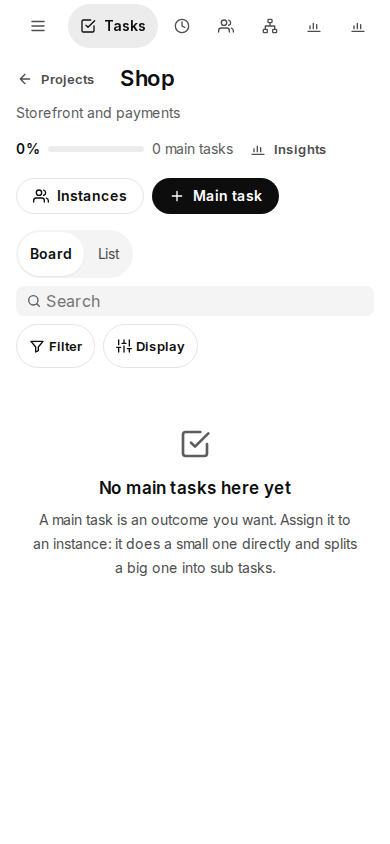 Tasks
Projects
Shop
Storefront and payments
0%
0 main tasks
Insights
Instances
Main task
Board
List
Search
Filter
Display
No main tasks here yet
A main task is an outcome you want. Assign it to
an instance: it does a small one directly and splits
a big one into sub tasks.